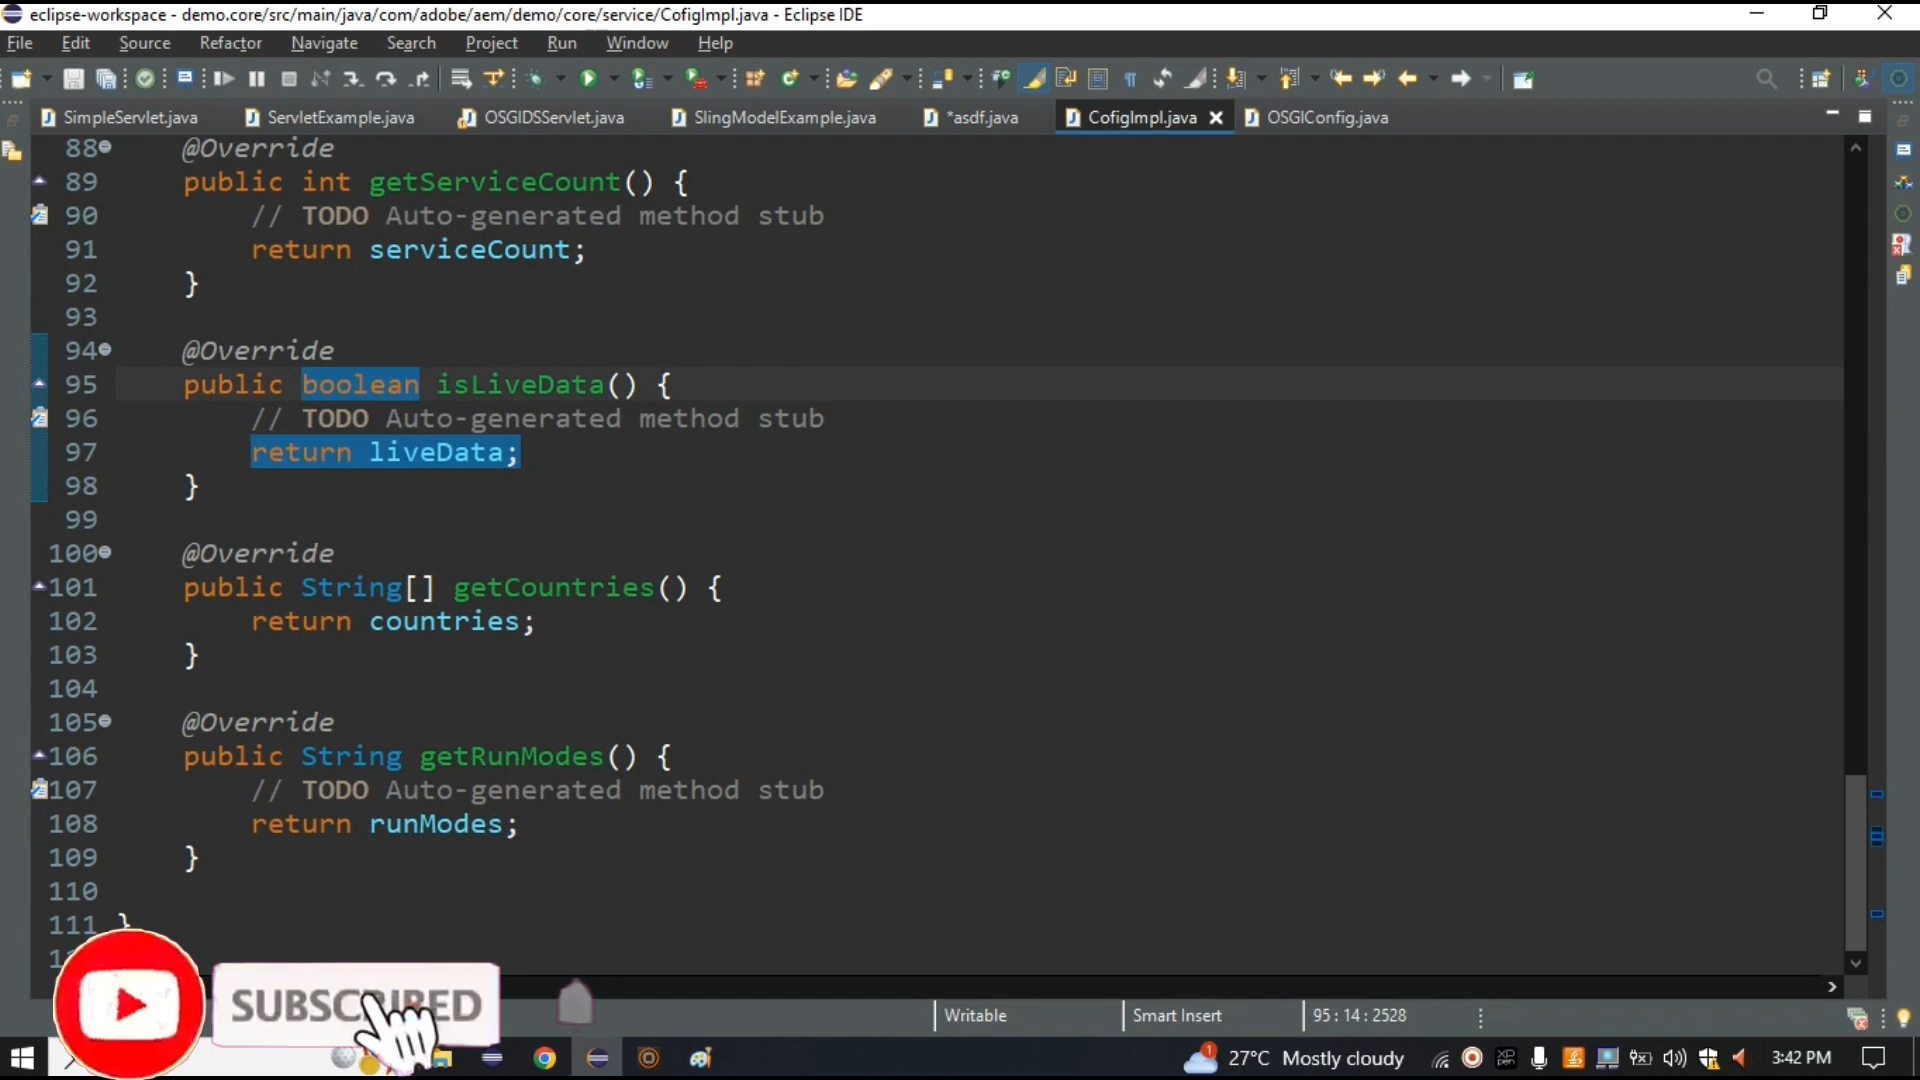 eclipse-workspace - demo.core/src/main/java/com/adobe/aem/demo/core/service/CofigImpl.java - Eclipse IDE
File Edit Source Refactor Navigate Search Project Run Window Help
SimpleServlet.java ServletExample.java OSGIDSServlet.java SlingModelExample.java *asdf.java CofigImpl.java OSGIConfig.java
88 @Override
89 public int getServiceCount() {
90 // TODO Auto-generated method stub
91 return serviceCount;
92 }
93
94 @Override
95 public boolean isLiveData() {
96 // TODO Auto-generated method stub
97 return liveData;
98 }
99
100 @Override
101 public String[] getCountries() {
102 return countries;
103 }
104
105 @Override
106 public String getRunModes() {
107 // TODO Auto-generated method stub
108 return runModes;
109 }
110
111 }
SUBSCRIBED
Writable Smart Insert 95 : 14 : 2528
1 27°C Mostly cloudy 3:42 PM